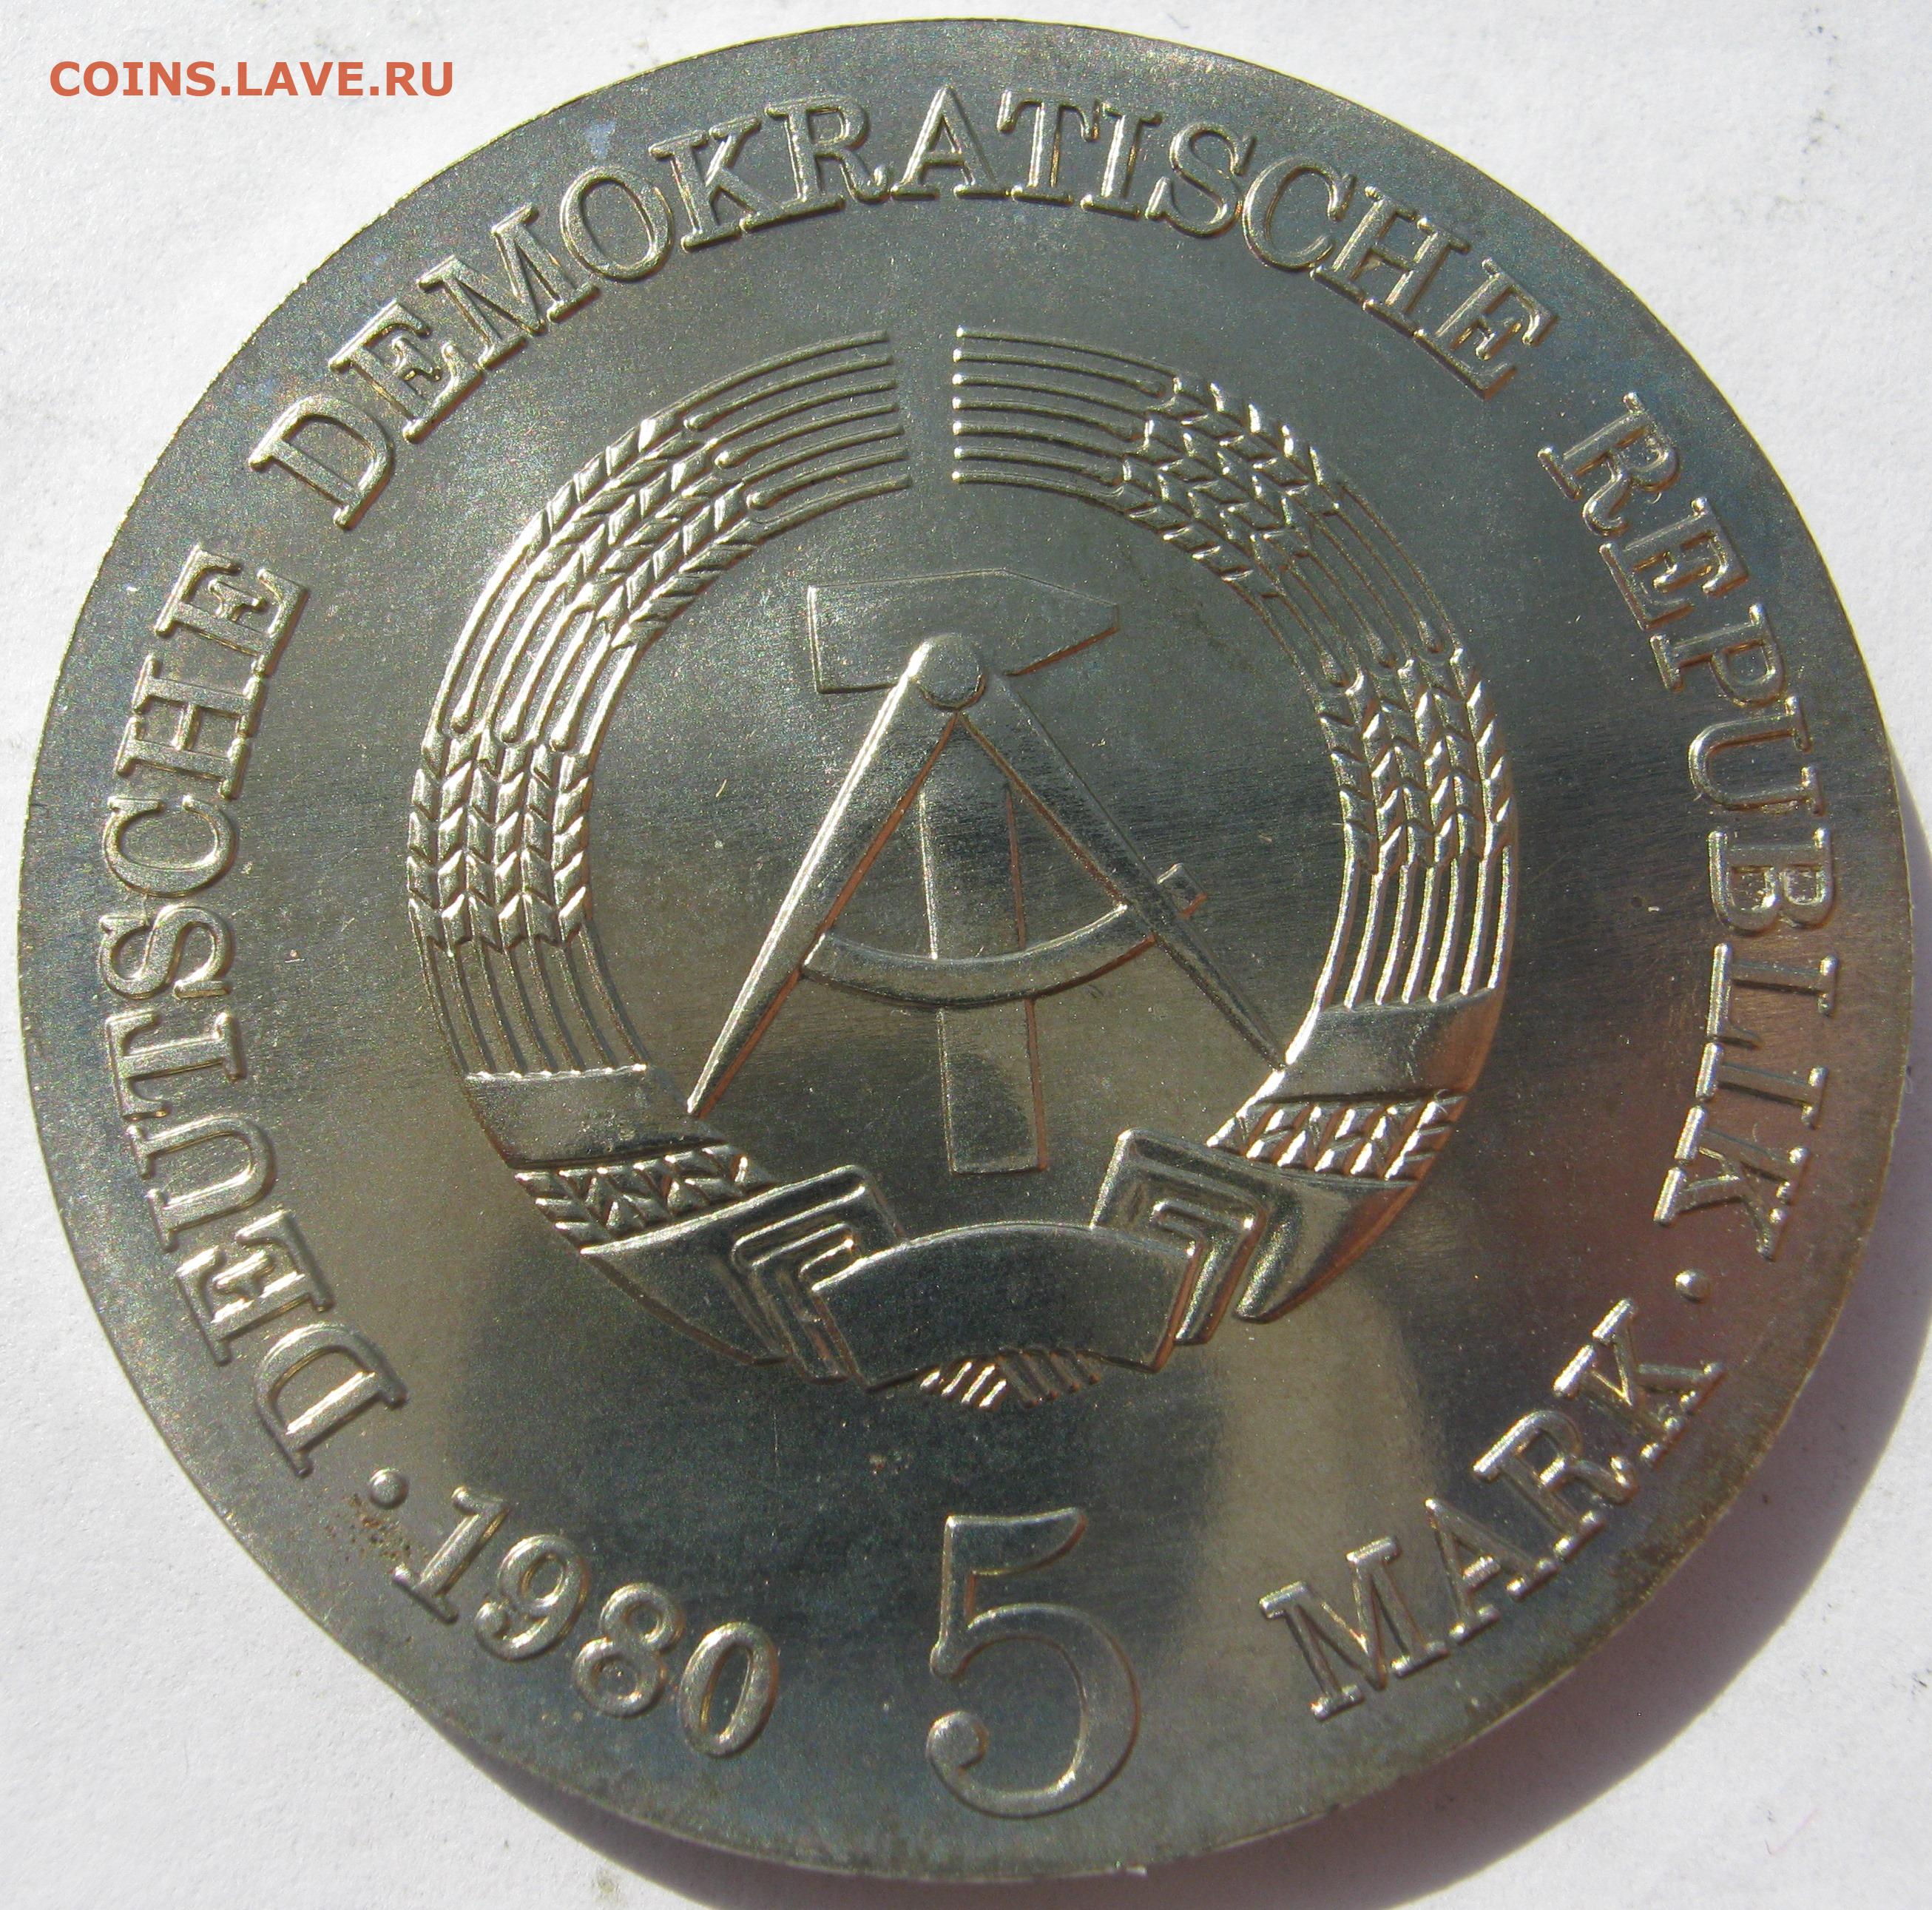 COINS.LAVE.RU
DEUTSCHE DEMOKRATISCHE REPUBLIK
· 1980
5
MARK ·